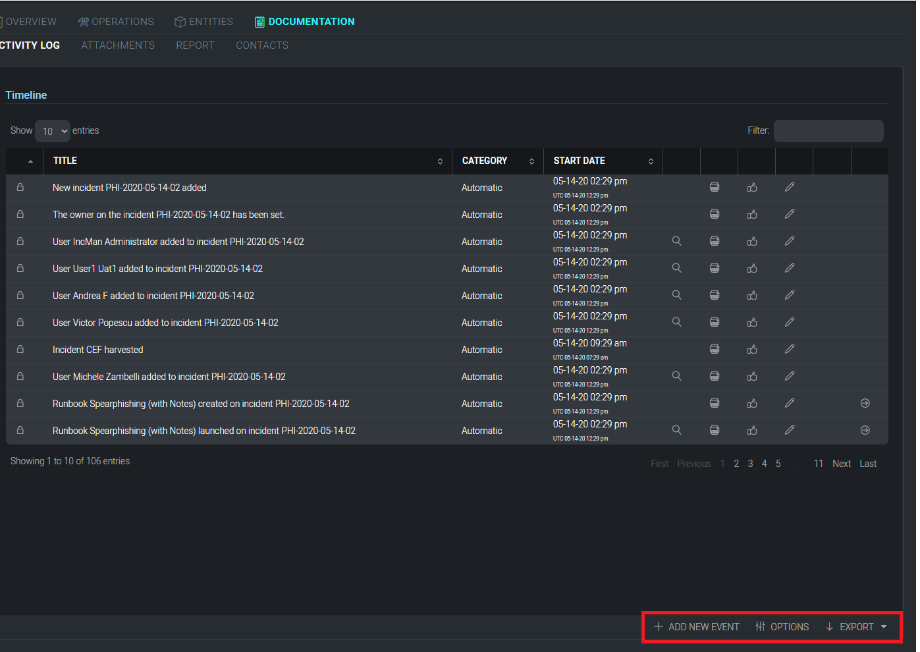 OVERVIEW OPERATIONS ENTITIES DOCUMENTATION
CTIVITY LOG ATTACHMENTS REPORT CONTACTS
Timeline
Show 10 entries Filter:
TITLE CATEGORY START DATE
New incident PHI-2020-05-14-02 added Automatic 05-14-20 02:29 pm
UTC 05-14-20 12:29 pm
The owner on the incident PHI-2020-05-14-02 has been set. Automatic 05-14-20 02:29 pm
UTC 05-14-20 12:29 pm
User IncMan Administrator added to incident PHI-2020-05-14-02 Automatic 05-14-20 02:29 pm
UTC 05-14-20 12:29 pm
User User1 Uat1 added to incident PHI-2020-05-14-02 Automatic 05-14-20 02:29 pm
UTC 05-14-20 12:29 pm
User Andrea F added to incident PHI-2020-05-14-02 Automatic 05-14-20 02:29 pm
UTC 05-14-20 12:29 pm
User Victor Popescu added to incident PHI-2020-05-14-02 Automatic 05-14-20 02:29 pm
UTC 05-14-20 12:29 pm
Incident CEF harvested Automatic 05-14-20 09:29 am
UTC 05-14-20 07:29 am
User Michele Zambelli added to incident PHI-2020-05-14-02 Automatic 05-14-20 02:29 pm
UTC 05-14-20 12:29 pm
Runbook Spearphishing (with Notes) created on incident PHI-2020-05-14-02 Automatic 05-14-20 02:29 pm
UTC 05-14-20 12:29 pm
Runbook Spearphishing (with Notes) launched on incident PHI-2020-05-14-02 Automatic 05-14-20 02:29 pm
UTC 05-14-20 12:29 pm
Showing 1 to 10 of 106 entries First Previous 1 2 3 4 5 ... 11 Next Last
ADD NEW EVENT OPTIONS EXPORT